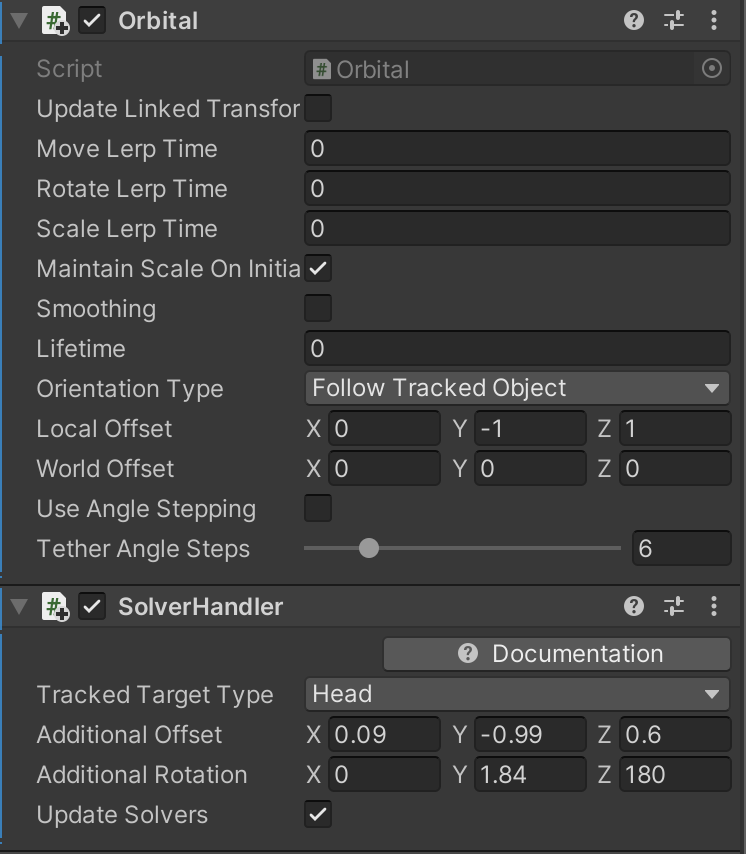 Orbital
Script Orbital
Update Linked Transfor
Move Lerp Time 0
Rotate Lerp Time 0
Scale Lerp Time 0
Maintain Scale On Initia
Smoothing
Lifetime 0
Orientation Type Follow Tracked Object
Local Offset X 0 Y -1 Z 1
World Offset X 0 Y 0 Z 0
Use Angle Stepping
Tether Angle Steps 6
SolverHandler
Documentation
Tracked Target Type Head
Additional Offset X 0.09 Y -0.99 Z 0.6
Additional Rotation X 0 Y 1.84 Z 180
Update Solvers